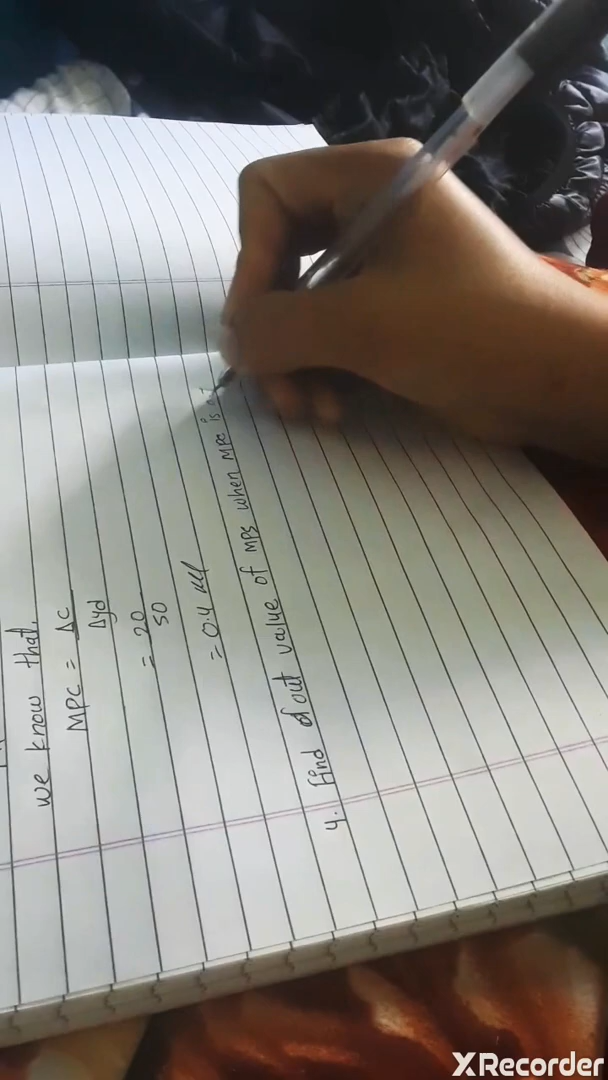 we know that,
MPC = ΔC
Δyd
= 20
50
= 0.4
4. Find out value of MPS when MPC is
XRecorder